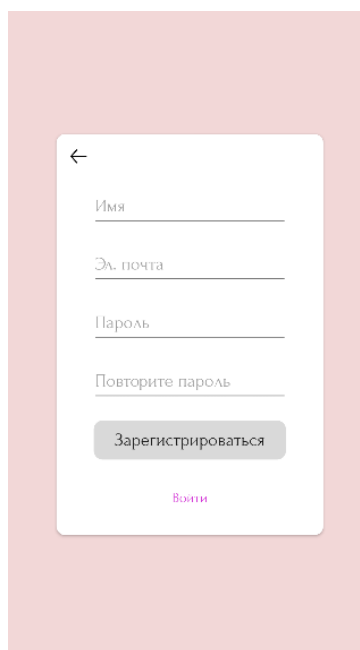 Имя
Эл. почта
Пароль
Повторите пароль
Зарегистрироваться
Войти